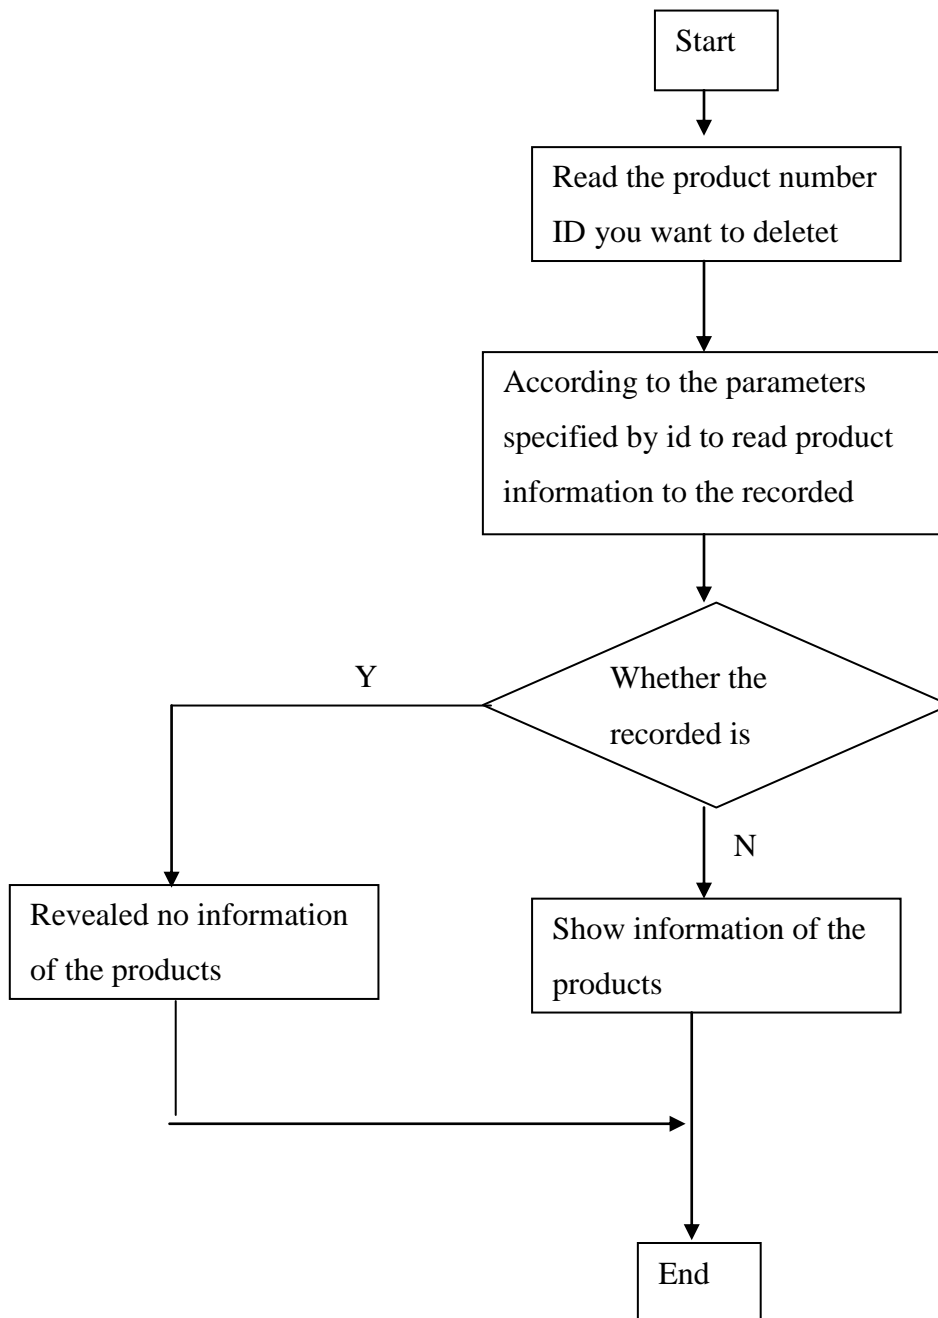 Start
Read the product number
ID you want to deletet
According to the parameters
specified by id to read product
information to the recorded
Whether the
recorded is
Y
N
Revealed no information
of the products
Show information of the
products
End